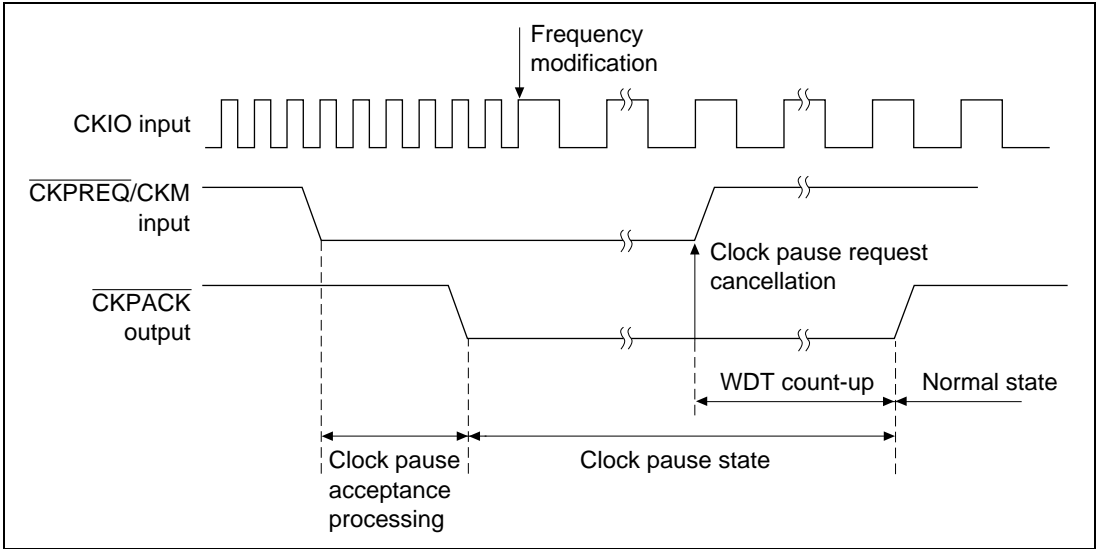 Frequency
modification
CKIO input
CKPREQ/CKM
input
Clock pause request
cancellation
CKPACK
output
WDT count-up
Normal state
Clock pause
acceptance
processing
Clock pause state